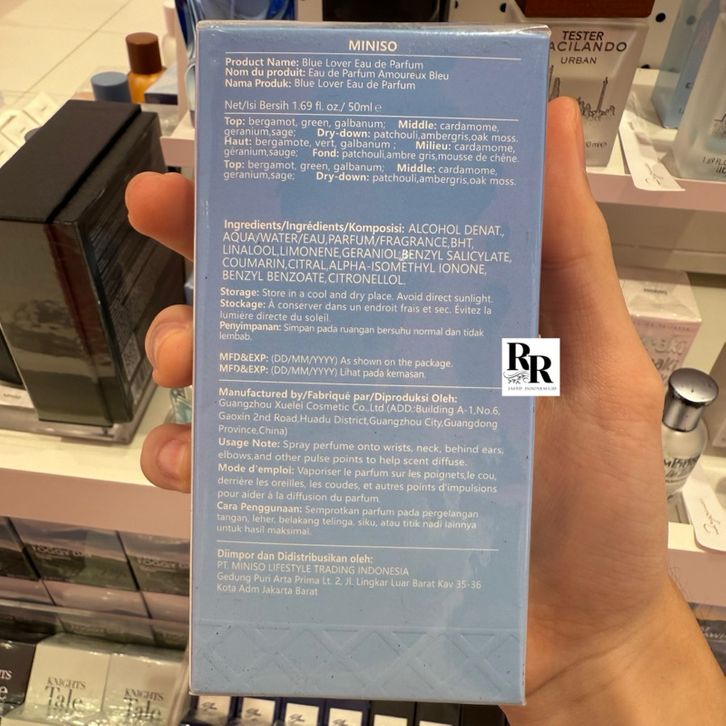 MINISO
Product Name: Blue Lover Eau de Parfum
Nom du produit: Eau de Parfum Amoureux Bleu
Nama Produk: Blue Lover Eau de Parfum
Net/Isi Bersih 1.69 fl. oz./ 50ml ℮
Top: bergamot, green, galbanum; Middle: cardamome,
geranium,sage; Dry-down: patchouli,ambergris,oak moss.
Haut: bergamote, vert, galbanum ; Milieu: cardamome,
géranium,sauge; Fond: patchouli,ambre gris,mousse de chêne.
Top: bergamot, green, galbanum; Middle: cardamome,
geranium,sage; Dry-down: patchouli,ambergris,oak moss.
Ingredients/Ingrédients/Komposisi: ALCOHOL DENAT.,
AQUA/WATER/EAU,PARFUM/FRAGRANCE,BHT,
LINALOOL,LIMONENE,GERANIOL,BENZYL SALICYLATE,
COUMARIN,CITRAL,ALPHA-ISOMETHYL IONONE,
BENZYL BENZOATE,CITRONELLOL.
Storage: Store in a cool and dry place. Avoid direct sunlight.
Stockage: À conserver dans un endroit frais et sec. Évitez la
lumière directe du soleil.
Penyimpanan: Simpan pada ruangan bersuhu normal dan tidak
lembab.
MFD&EXP: (DD/MM/YYYY) As shown on the package.
MFD&EXP: (DD/MM/YYYY) Lihat pada kemasan.
Manufactured by/Fabriqué par/Diproduksi Oleh:
Guangzhou Xuelei Cosmetic Co.,Ltd.(ADD:Building A-1,No.6,
Gaoxin 2nd Road,Huadu District,Guangzhou City,Guangdong
Province,China)
Usage Note: Spray perfume onto wrists, neck, behind ears,
elbows,and other pulse points to help scent diffuse.
Mode d'emploi: Vaporiser le parfum sur les poignets,le cou,
derrière les oreilles, les coudes, et autres points d'impulsions
pour aider à la diffusion du parfum.
Cara Penggunaan: Semprotkan parfum pada pergelangan
tangan, leher, belakang telinga, siku, atau titik nadi lainnya
untuk hasil maksimal.
Diimpor dan Didistribusikan oleh:
PT. MINISO LIFESTYLE TRADING INDONESIA
Gedung Puri Arta Prima Lt. 2, Jl. Lingkar Luar Barat Kav 35-36
Kota Adm Jakarta Barat
TESTER
ACILANDO
URBAN
RR
KNIGHTS
Tale
KNIGHTS
Tale